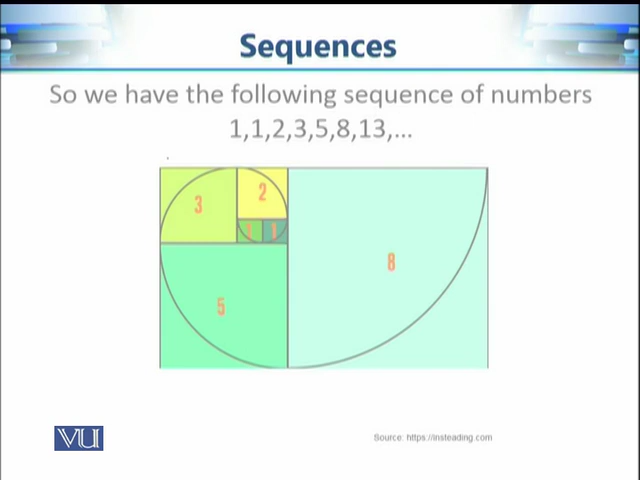 Sequences
So we have the following sequence of numbers
1,1,2,3,5,8,13,...
3
2
1 1
8
5
VU
Source: https://insteading.com